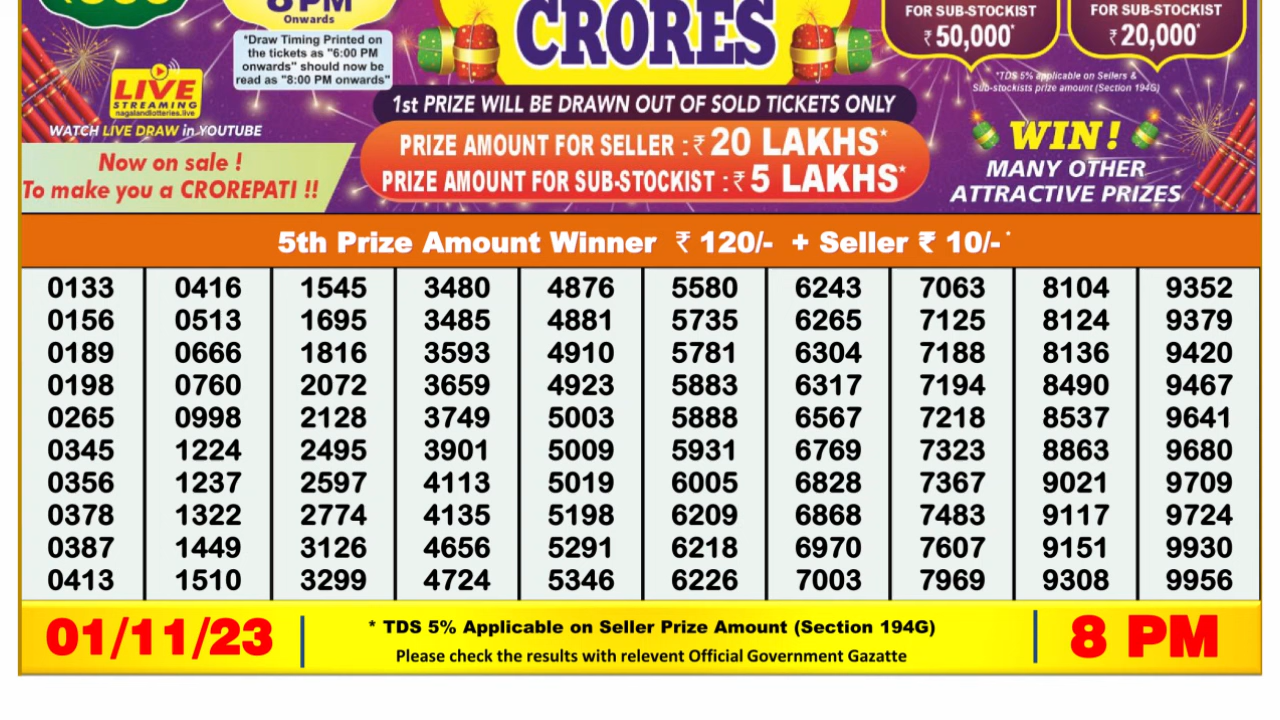 8 PM
Onwards
CRORES
FOR SUB-STOCKIST
₹50,000*
FOR SUB-STOCKIST
₹20,000*
*Draw Timing Printed on
the tickets as "6:00 PM
onwards" should now be
read as "8:00 PM onwards"
*TDS 5% applicable on Sellers &
Sub-stockists prize amount (Section 194G)
LIVE
STREAMING
nagalandlotteries.live
WATCH LIVE DRAW in YOUTUBE
1st PRIZE WILL BE DRAWN OUT OF SOLD TICKETS ONLY
PRIZE AMOUNT FOR SELLER : ₹ 20 LAKHS*
PRIZE AMOUNT FOR SUB-STOCKIST : ₹ 5 LAKHS*
WIN!
MANY OTHER
ATTRACTIVE PRIZES
Now on sale !
To make you a CROREPATI !!
5th Prize Amount Winner ₹ 120/- + Seller ₹ 10/-*
0133 0416 1545 3480 4876 5580 6243 7063 8104 9352
0156 0513 1695 3485 4881 5735 6265 7125 8124 9379
0189 0666 1816 3593 4910 5781 6304 7188 8136 9420
0198 0760 2072 3659 4923 5883 6317 7194 8490 9467
0265 0998 2128 3749 5003 5888 6567 7218 8537 9641
0345 1224 2495 3901 5009 5931 6769 7323 8863 9680
0356 1237 2597 4113 5019 6005 6828 7367 9021 9709
0378 1322 2774 4135 5198 6209 6868 7483 9117 9724
0387 1449 3126 4656 5291 6218 6970 7607 9151 9930
0413 1510 3299 4724 5346 6226 7003 7969 9308 9956
01/11/23
* TDS 5% Applicable on Seller Prize Amount (Section 194G)
Please check the results with relevent Official Government Gazatte
8 PM